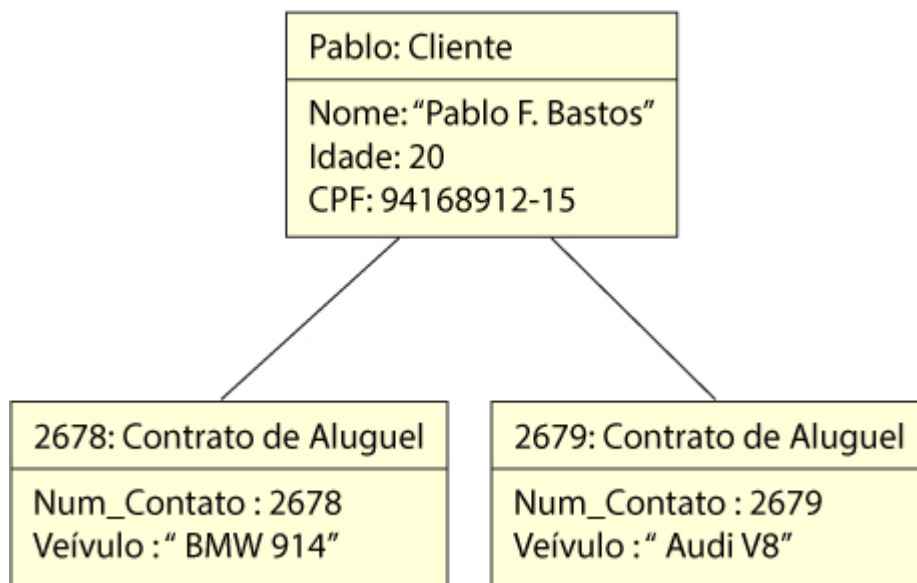 Pablo: Cliente
Nome: “Pablo F. Bastos”
Idade: 20
CPF: 94168912-15
2678: Contrato de Aluguel
Num_Contato : 2678
Veívulo : “ BMW 914”
2679: Contrato de Aluguel
Num_Contato : 2679
Veívulo : “ Audi V8”